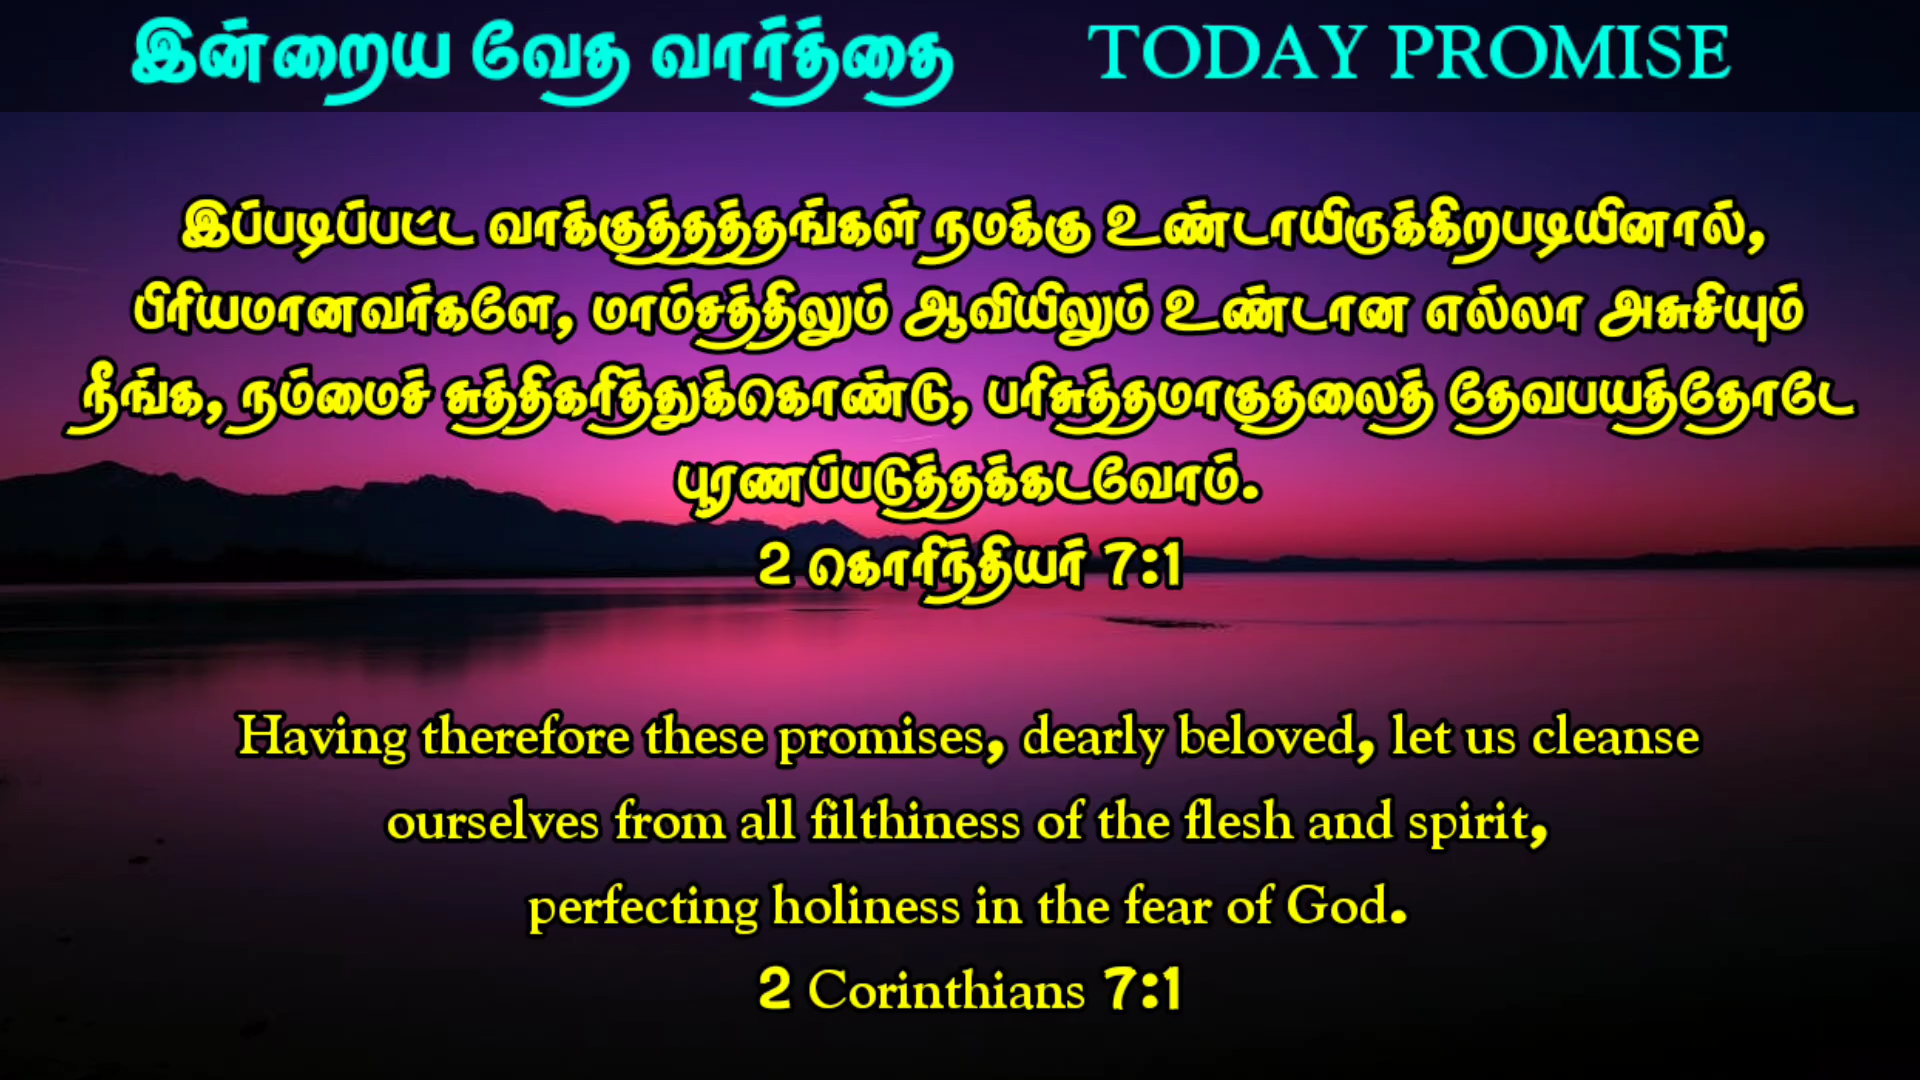 இன்றைய வேத வார்த்தை TODAY PROMISE
இப்படிப்பட்ட வாக்குத்தத்தங்கள் நமக்கு உண்டாயிருக்கிறபடியினால்,
பிரியமானவர்களே, மாம்சத்திலும் ஆவியிலும் உண்டான எல்லா அசுசியும்
நீங்க, நம்மைச் சுத்திகரித்துக்கொண்டு, பரிசுத்தமாகுதலைத் தேவபயத்தோடே
பூரணப்படுத்தக்கடவோம்.
2 கொரிந்தியர் 7:1
Having therefore these promises, dearly beloved, let us cleanse
ourselves from all filthiness of the flesh and spirit,
perfecting holiness in the fear of God.
2 Corinthians 7:1